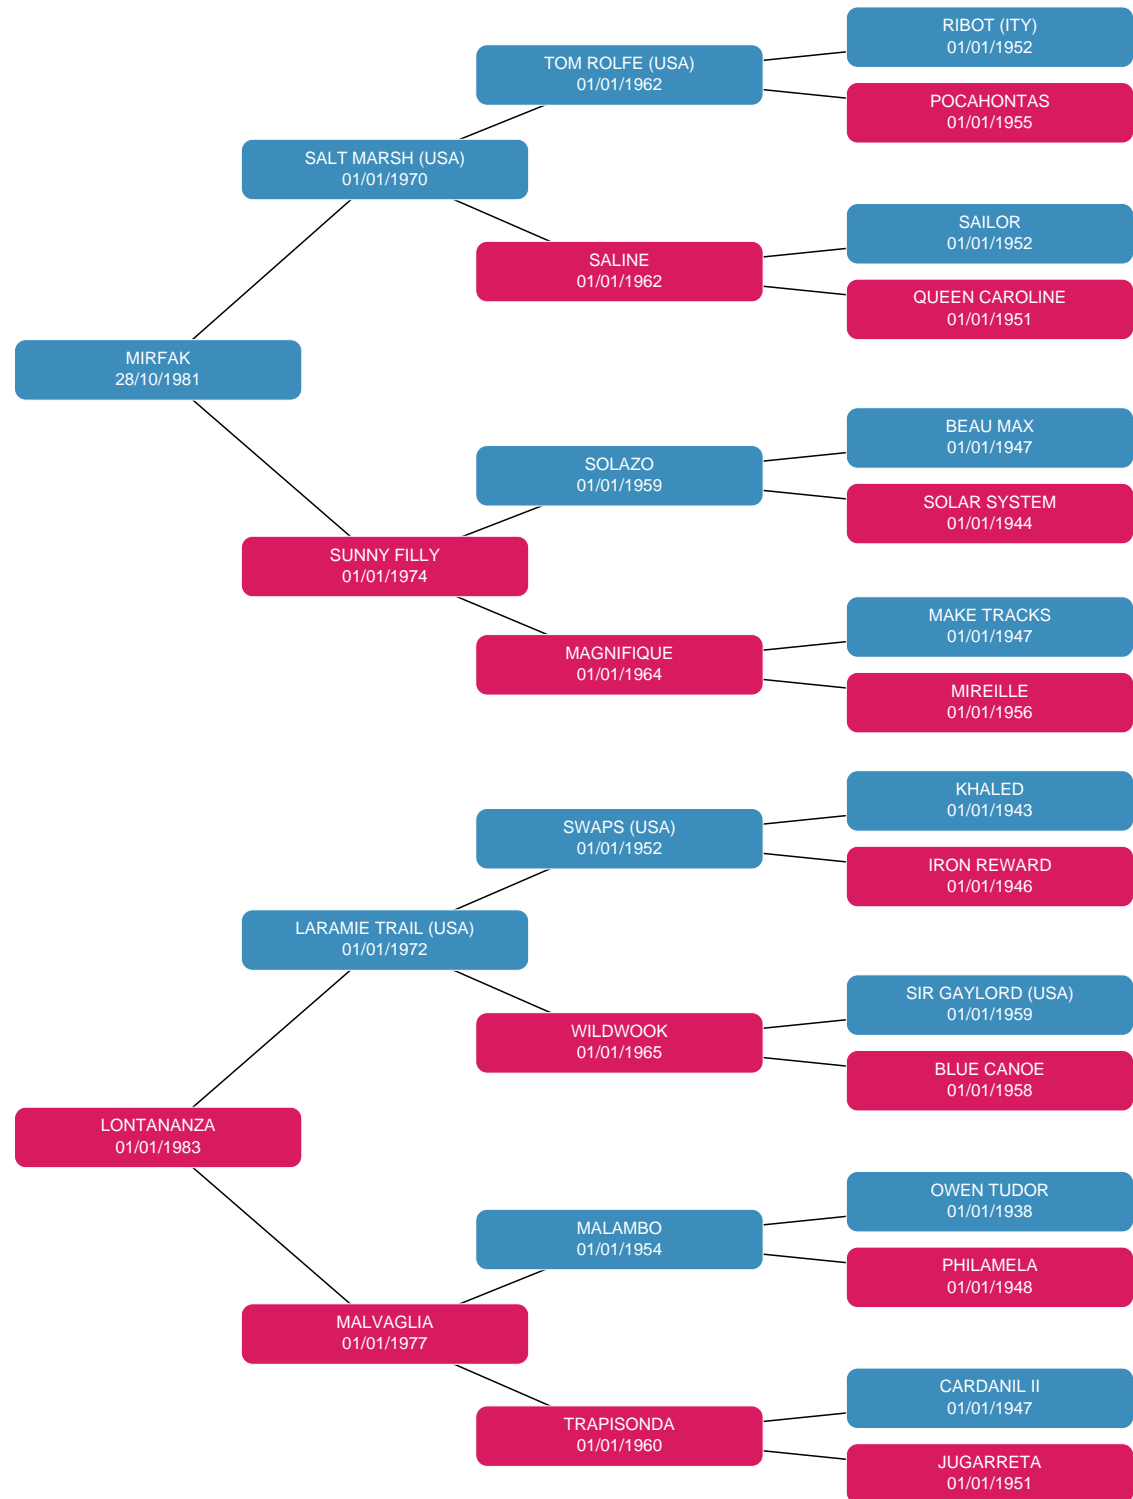 RIBOT (ITY)
01/01/1952
TOM ROLFE (USA)
01/01/1962
POCAHONTAS
01/01/1955
SALT MARSH (USA)
01/01/1970
SAILOR
01/01/1952
SALINE
01/01/1962
QUEEN CAROLINE
01/01/1951
MIRFAK
28/10/1981
BEAU MAX
01/01/1947
SOLAZO
01/01/1959
SOLAR SYSTEM
01/01/1944
SUNNY FILLY
01/01/1974
MAKE TRACKS
01/01/1947
MAGNIFIQUE
01/01/1964
MIREILLE
01/01/1956
KHALED
01/01/1943
SWAPS (USA)
01/01/1952
IRON REWARD
01/01/1946
LARAMIE TRAIL (USA)
01/01/1972
SIR GAYLORD (USA)
01/01/1959
WILDWOOK
01/01/1965
BLUE CANOE
01/01/1958
LONTANANZA
01/01/1983
OWEN TUDOR
01/01/1938
MALAMBO
01/01/1954
PHILAMELA
01/01/1948
MALVAGLIA
01/01/1977
CARDANIL II
01/01/1947
TRAPISONDA
01/01/1960
JUGARRETA
01/01/1951